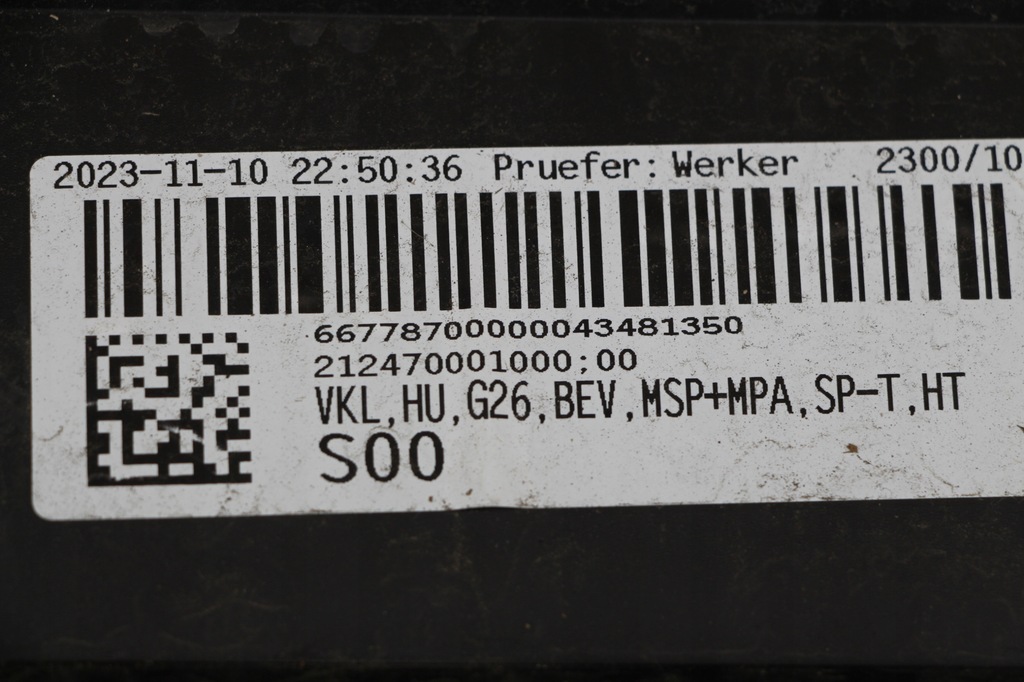 2023-11-10 22:50:36 Pruefer: Werker 2300/10
66778700000043481350
212470001000;00
VKL,HU,G26,BEV,MSP+MPA,SP-T,HT
S00